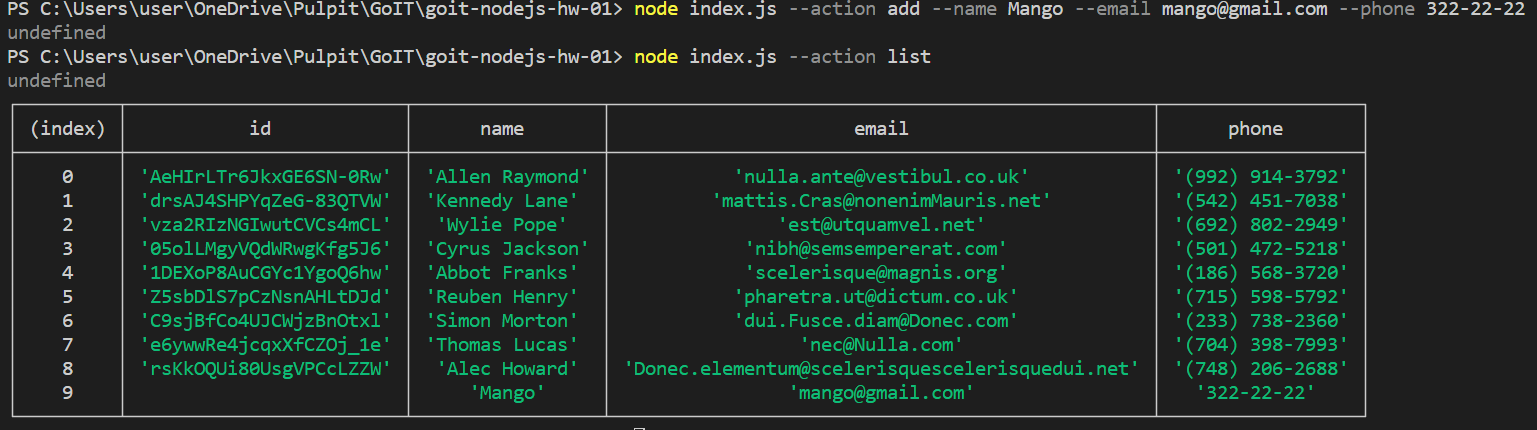 PS C:\Users\user\OneDrive\Pulpit\GoIT\goit-nodejs-hw-01> node index.js --action add --name Mango --email mango@gmail.com --phone 322-22-22
undefined
PS C:\Users\user\OneDrive\Pulpit\GoIT\goit-nodejs-hw-01> node index.js --action list
undefined
(index) id name email phone
0 'AeHIrLTr6JkxGE6SN-0Rw' 'Allen Raymond' 'nulla.ante@vestibul.co.uk' '(992) 914-3792'
1 'drsAJ4SHPYqZeG-83QTVW' 'Kennedy Lane' 'mattis.Cras@nonenimMauris.net' '(542) 451-7038'
2 'vza2RIzNGIwutCVCs4mCL' 'Wylie Pope' 'est@utquamvel.net' '(692) 802-2949'
3 '05olLMgyVQdWRwgKfg5J6' 'Cyrus Jackson' 'nibh@semsempererat.com' '(501) 472-5218'
4 '1DEXoP8AuCGYc1YgoQ6hw' 'Abbot Franks' 'scelerisque@magnis.org' '(186) 568-3720'
5 'Z5sbDlS7pCzNsnAHLtDJd' 'Reuben Henry' 'pharetra.ut@dictum.co.uk' '(715) 598-5792'
6 'C9sjBfCo4UJCWjzBnOtxl' 'Simon Morton' 'dui.Fusce.diam@Donec.com' '(233) 738-2360'
7 'e6ywwRe4jcqxXfCZOj_1e' 'Thomas Lucas' 'nec@Nulla.com' '(704) 398-7993'
8 'rsKkOQUi80UsgVPCcLZZW' 'Alec Howard' 'Donec.elementum@scelerisquescelerisquedui.net' '(748) 206-2688'
9 'Mango' 'mango@gmail.com' '322-22-22'